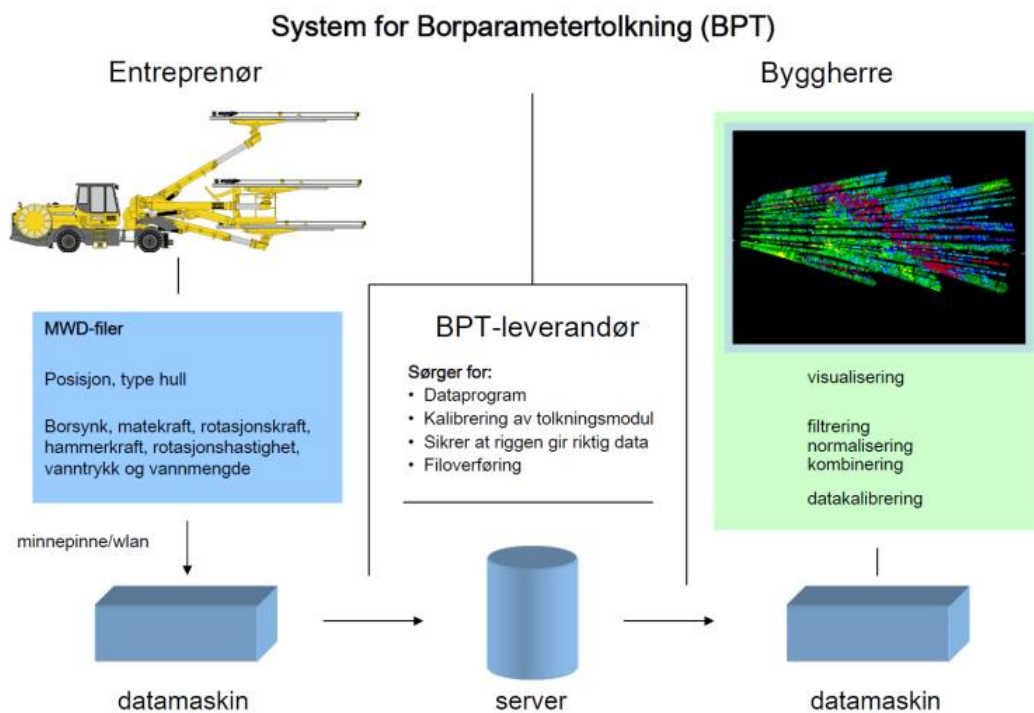 System for Borparametertolkning (BPT)
Entreprenør
Byggherre
MWD-filer
Posisjon, type hull
Borsynk, matekraft, rotasjonskraft,
hammerkraft, rotasjonshastighet,
vanntrykk og vannmengde
minnepinne/wlan
datamaskin
BPT-leverandør
Sørger for:
• Dataprogram
• Kalibrering av tolkningsmodul
• Sikrer at riggen gir riktig data
• Filoverføring
server
visualisering
filtrering
normalisering
kombinering
datakalibrering
datamaskin